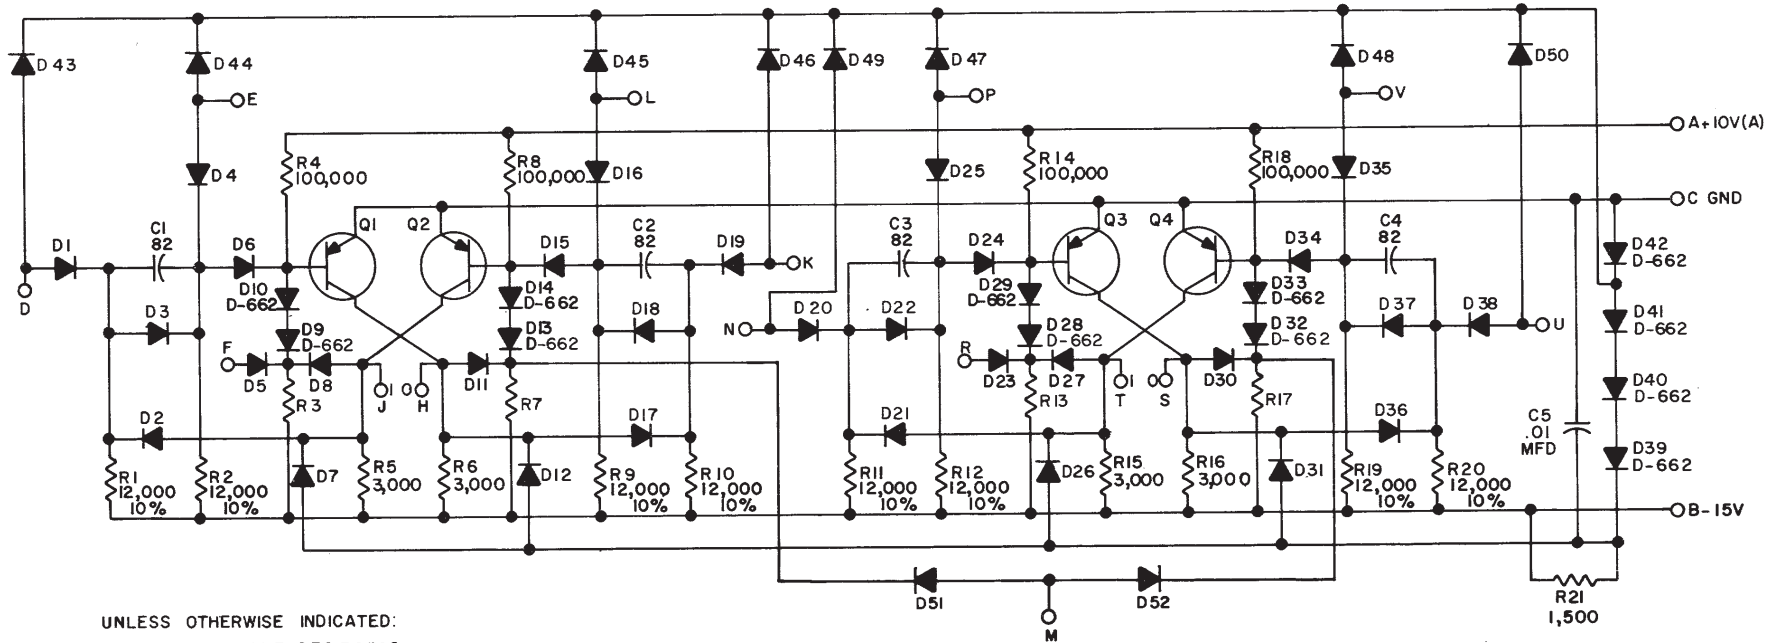 D43
D44
D45
D46
D49
D47
D48
D50
E
L
P
V
A+10V(A)
R4
100,000
R8
100,000
D16
D4
D25
R14
100,000
R18
100,000
D35
C GND
D1
C1
82
D6
Q1
Q2
D15
C2
82
D19
K
C3
82
D24
Q3
Q4
D34
C4
82
D42
D-662
D
D10
D-662
D14
D-662
D29
D-662
D33
D-662
D3
D9
D-662
D13
D-662
D18
N
D20
D22
D28
D-662
D32
D-662
D37
D38
U
D41
D-662
F
D5
D8
1
J
0
H
D11
R
D23
D27
1
T
0
S
D30
R3
R7
R13
R17
D40
D-662
D2
D17
D21
D36
C5
.01
MFD
D39
D-662
R1
12,000
10%
R2
12,000
10%
D7
R5
3,000
R6
3,000
D12
R9
12,000
10%
R10
12,000
10%
R11
12,000
10%
R12
12,000
10%
D26
R15
3,000
R16
3,000
D31
R19
12,000
10%
R20
12,000
10%
B-15V
D51
D52
M
R21
1,500
UNLESS OTHERWISE INDICATED: